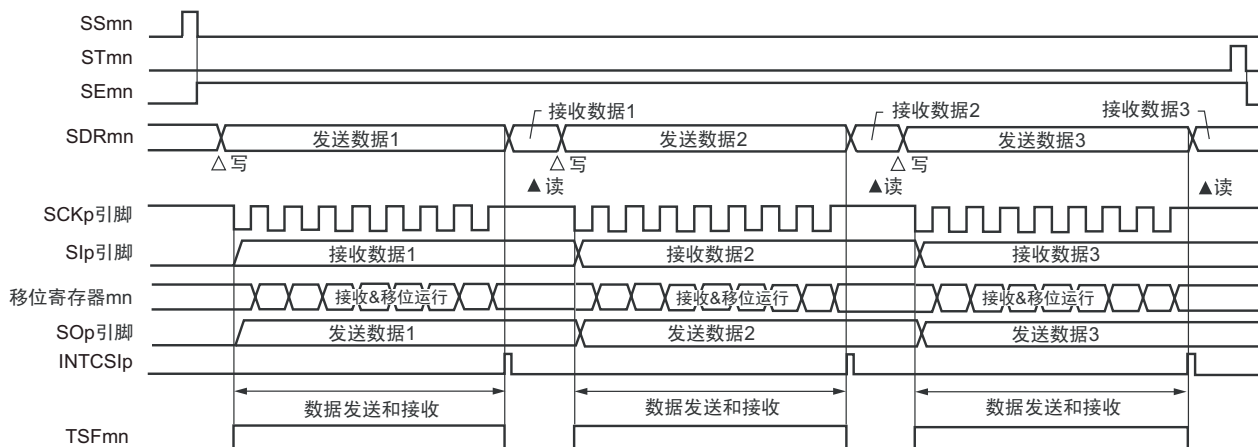 SSmn
STmn
SEmn
接收数据1 接收数据2 接收数据3
SDRmn 发送数据1 发送数据2 发送数据3
△写 △写 △写
▲读 ▲读 ▲读
SCKp引脚
SIp引脚 接收数据1 接收数据2 接收数据3
移位寄存器mn 接收&移位运行 接收&移位运行 接收&移位运行
SOp引脚 发送数据1 发送数据2 发送数据3
INTCSIp
数据发送和接收 数据发送和接收 数据发送和接收
TSFmn